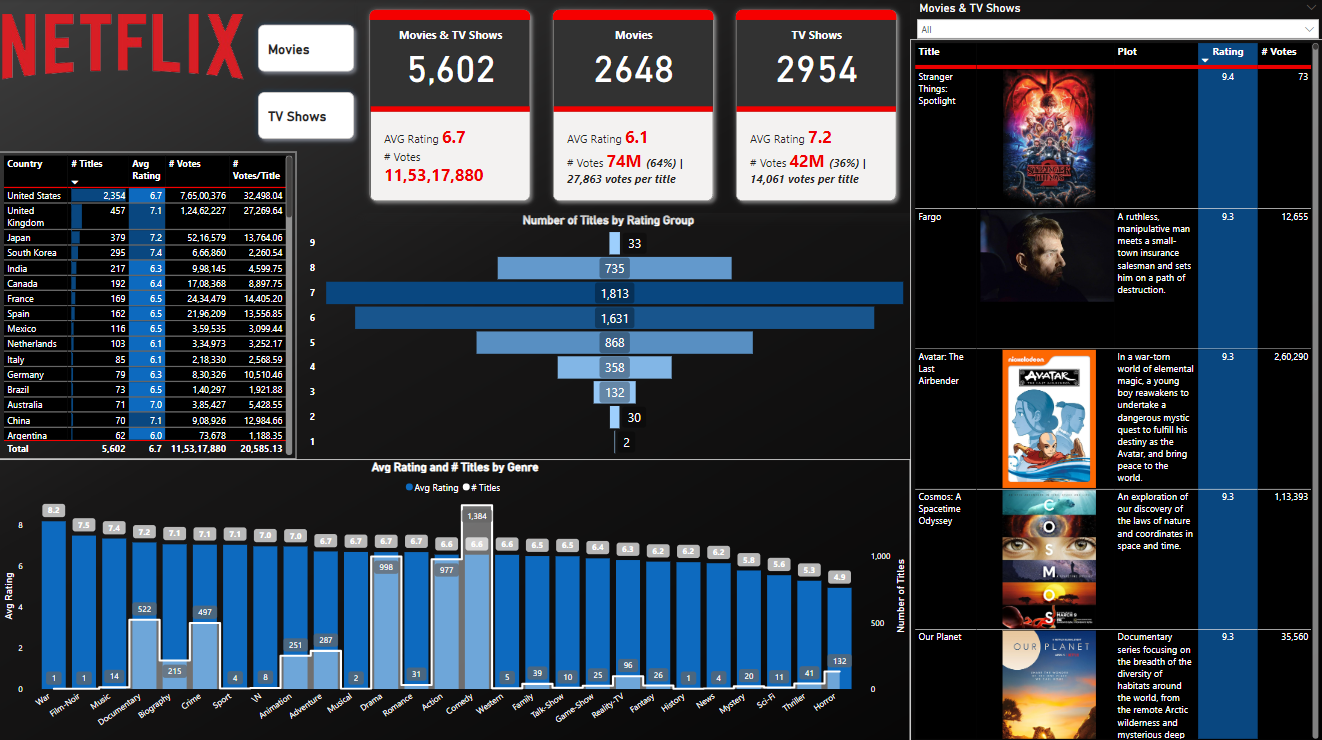 NETFLIX
Movies
TV Shows
Movies & TV Shows
5,602
AVG Rating 6.7
# Votes
11,53,17,880
Movies
2648
AVG Rating 6.1
# Votes 74M (64%) |
27,863 votes per title
TV Shows
2954
AVG Rating 7.2
# Votes 42M (36%) |
14,061 votes per title
Country # Titles Avg Rating # Votes # Votes/Title
United States 2,354 6.7 7,65,00,376 32,498.04
United Kingdom 457 7.1 1,24,62,227 27,269.64
Japan 379 7.2 52,16,579 13,764.06
South Korea 295 7.4 6,66,860 2,260.54
India 217 6.3 9,98,145 4,599.75
Canada 192 6.4 17,08,368 8,897.75
France 169 6.5 24,34,479 14,405.20
Spain 162 6.5 21,96,209 13,556.85
Mexico 116 6.5 3,59,535 3,099.44
Netherlands 103 6.1 3,34,973 3,252.17
Italy 85 6.1 2,18,330 2,568.59
Germany 79 6.3 8,30,326 10,510.46
Brazil 73 6.5 1,40,297 1,921.88
Australia 71 7.0 3,85,427 5,428.55
China 70 7.1 9,08,926 12,984.66
Argentina 62 6.0 73,678 1,188.35
Total 5,602 6.7 11,53,17,880 20,585.13
Number of Titles by Rating Group
9 33
8 735
7 1,813
6 1,631
5 868
4 358
3 132
2 30
1 2
Avg Rating and # Titles by Genre
Avg Rating # Titles
Avg Rating
8
6
4
2
0
8.2 7.5 7.4 7.2 7.1 7.1 7.1 7.0 7.0 6.7 6.7 6.7 6.7 6.6 6.6 6.6 6.5 6.5 6.4 6.3 6.2 6.2 6.2 5.8 5.6 5.3 4.9
1 1 14 522 215 497 4 8 251 287 2 998 31 977 1,384 5 39 10 25 96 26 1 4 20 11 41 132
War Film-Noir Music Documentary Biography Crime Sport \N Animation Adventure Musical Drama Romance Action Comedy Western Family Talk-Show Game-Show Reality-TV Fantasy History News Mystery Sci-Fi Thriler Horror
1,000
500
0
Number of Titles
Movies & TV Shows
All
Title Plot Rating # Votes
Stranger
Things:
Spotlight
9.4 73
STRANGER
THINGS
Fargo
A ruthless,
manipulative man
meets a small-
town insurance
salesman and sets
him on a path of
destruction.
9.3 12,655
Avatar: The
Last
Airbender
nickelodeon
AVATAR
In a war-torn
world of elemental
magic, a young
boy reawakens to
undertake a
dangerous mystic
quest to fulfill his
destiny as the
Avatar, and bring
peace to the
world.
9.3 2,60,290
Cosmos: A
Spacetime
Odyssey
COSMOS
An exploration of
our discovery of
the laws of nature
and coordinates in
space and time.
9.3 1,13,393
Our Planet
OUR PLANET
Documentary
series focusing on
the breadth of the
diversity of
habitats around
the world, from
the remote Arctic
wilderness and
mysterious deep
9.3 35,560